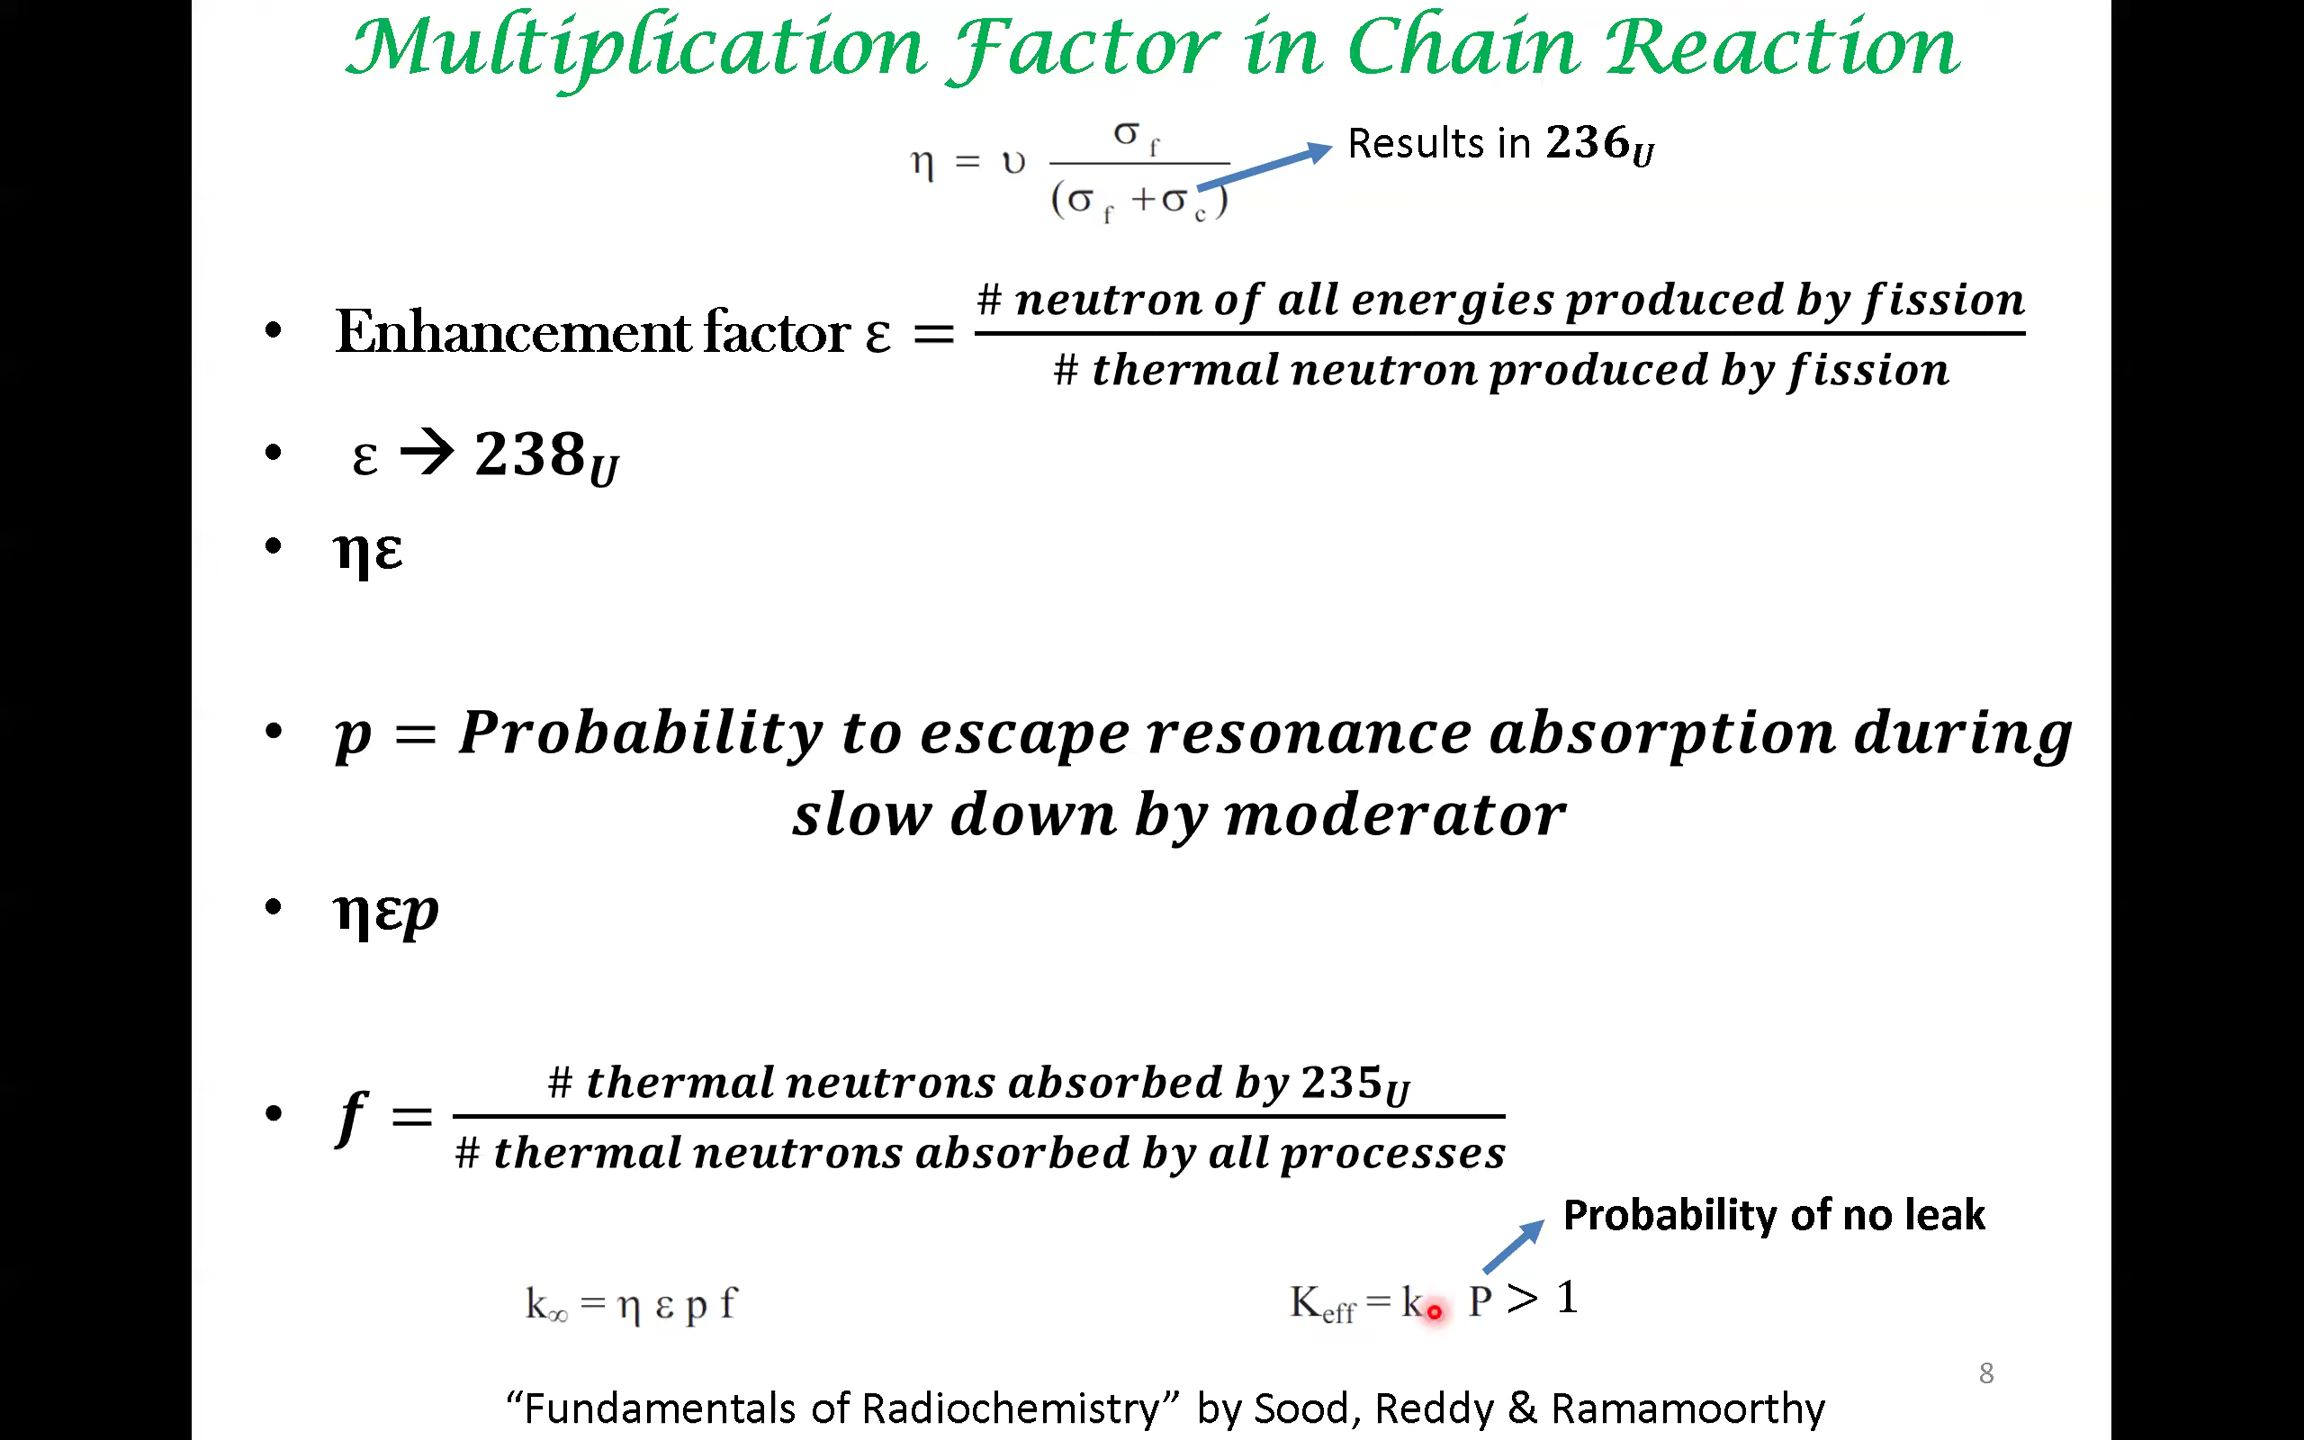 Multiplication Factor in Chain Reaction
η = υ σ f / (σ f +σ c) Results in 236U
• Enhancement factor ε = # neutron of all energies produced by fission / # thermal neutron produced by fission
• ε → 238U
• ηε
• p = Probability to escape resonance absorption during
slow down by moderator
• ηεp
• f = # thermal neutrons absorbed by 235U / # thermal neutrons absorbed by all processes
Probability of no leak
k∞ = η ε p f
Keff = k P > 1
8
“Fundamentals of Radiochemistry” by Sood, Reddy & Ramamoorthy